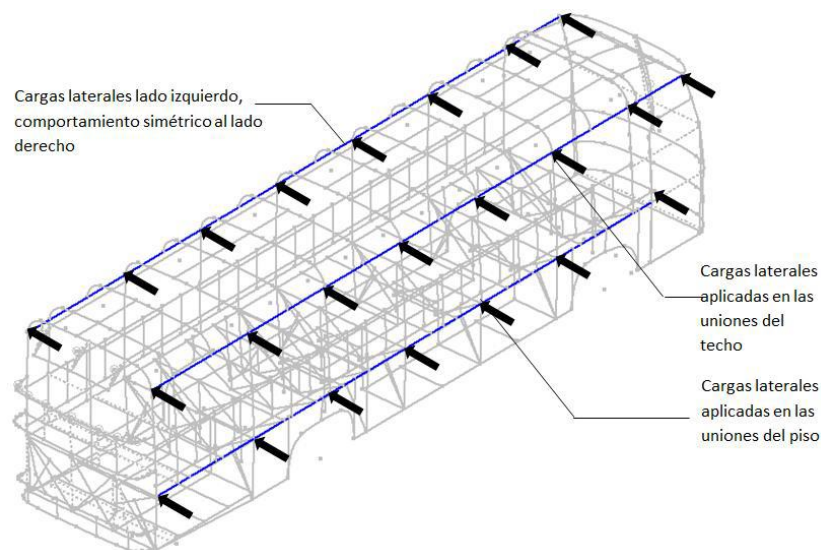 Cargas laterales lado izquierdo,
comportamiento simétrico al lado
derecho
Cargas laterales
aplicadas en las
uniones del
techo
Cargas laterales
aplicadas en las
uniones del piso